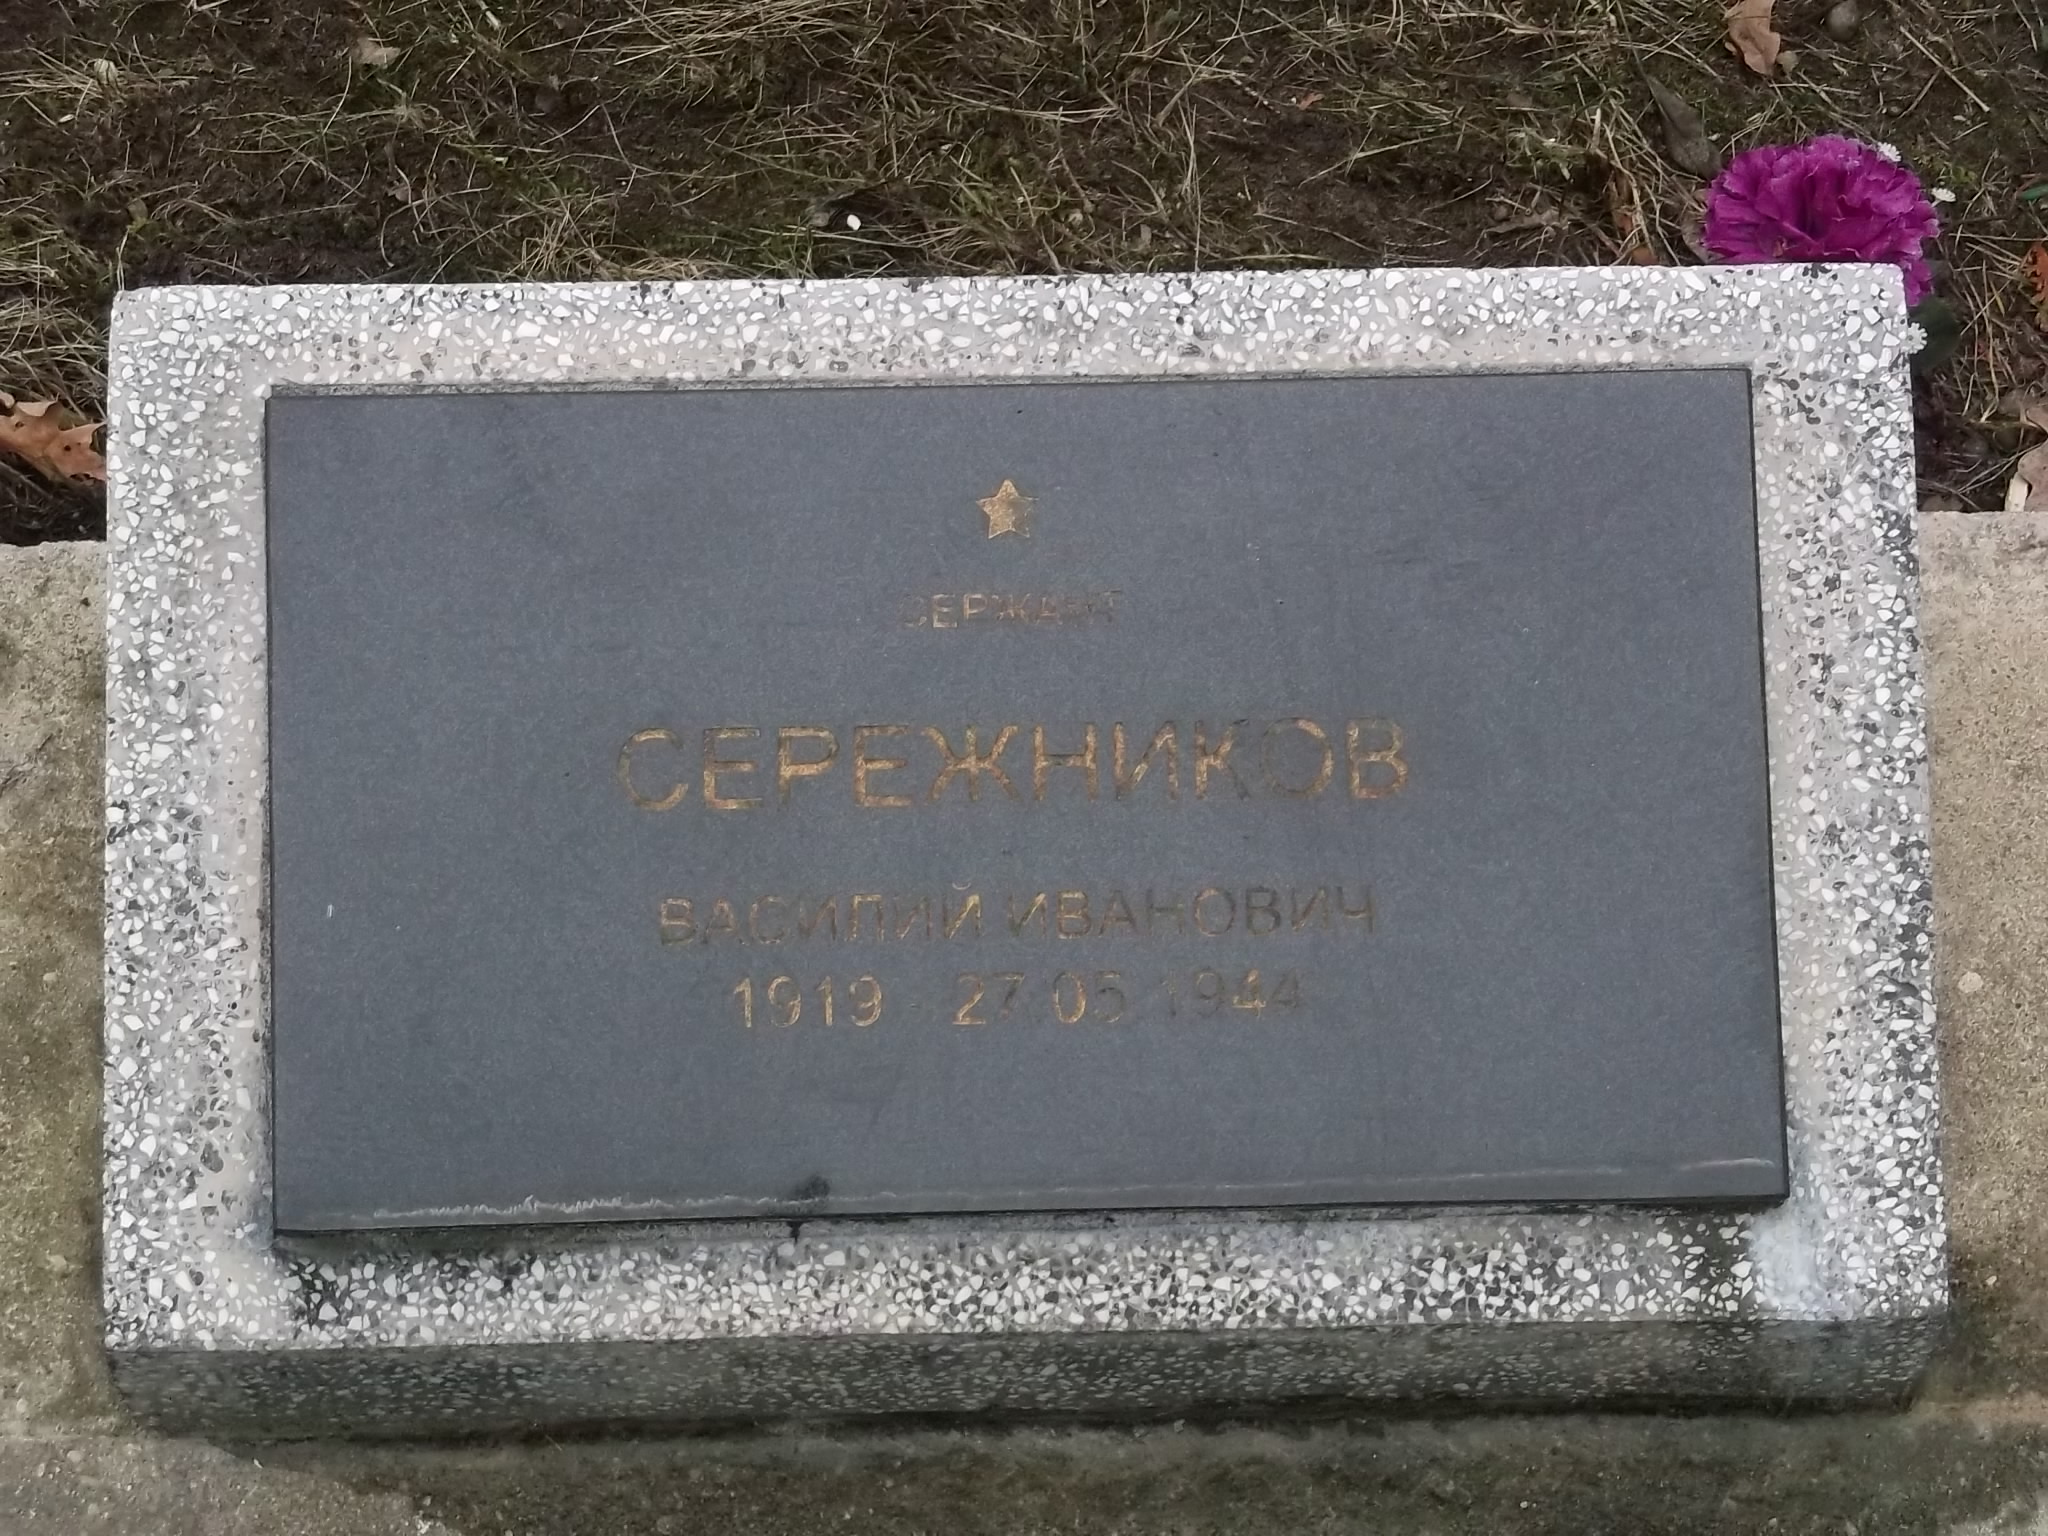 СЕРЖАНТ
СЕРЕЖНИКОВ
ВАСИЛИЙ ИВАНОВИЧ
1919 - 27.05.1944